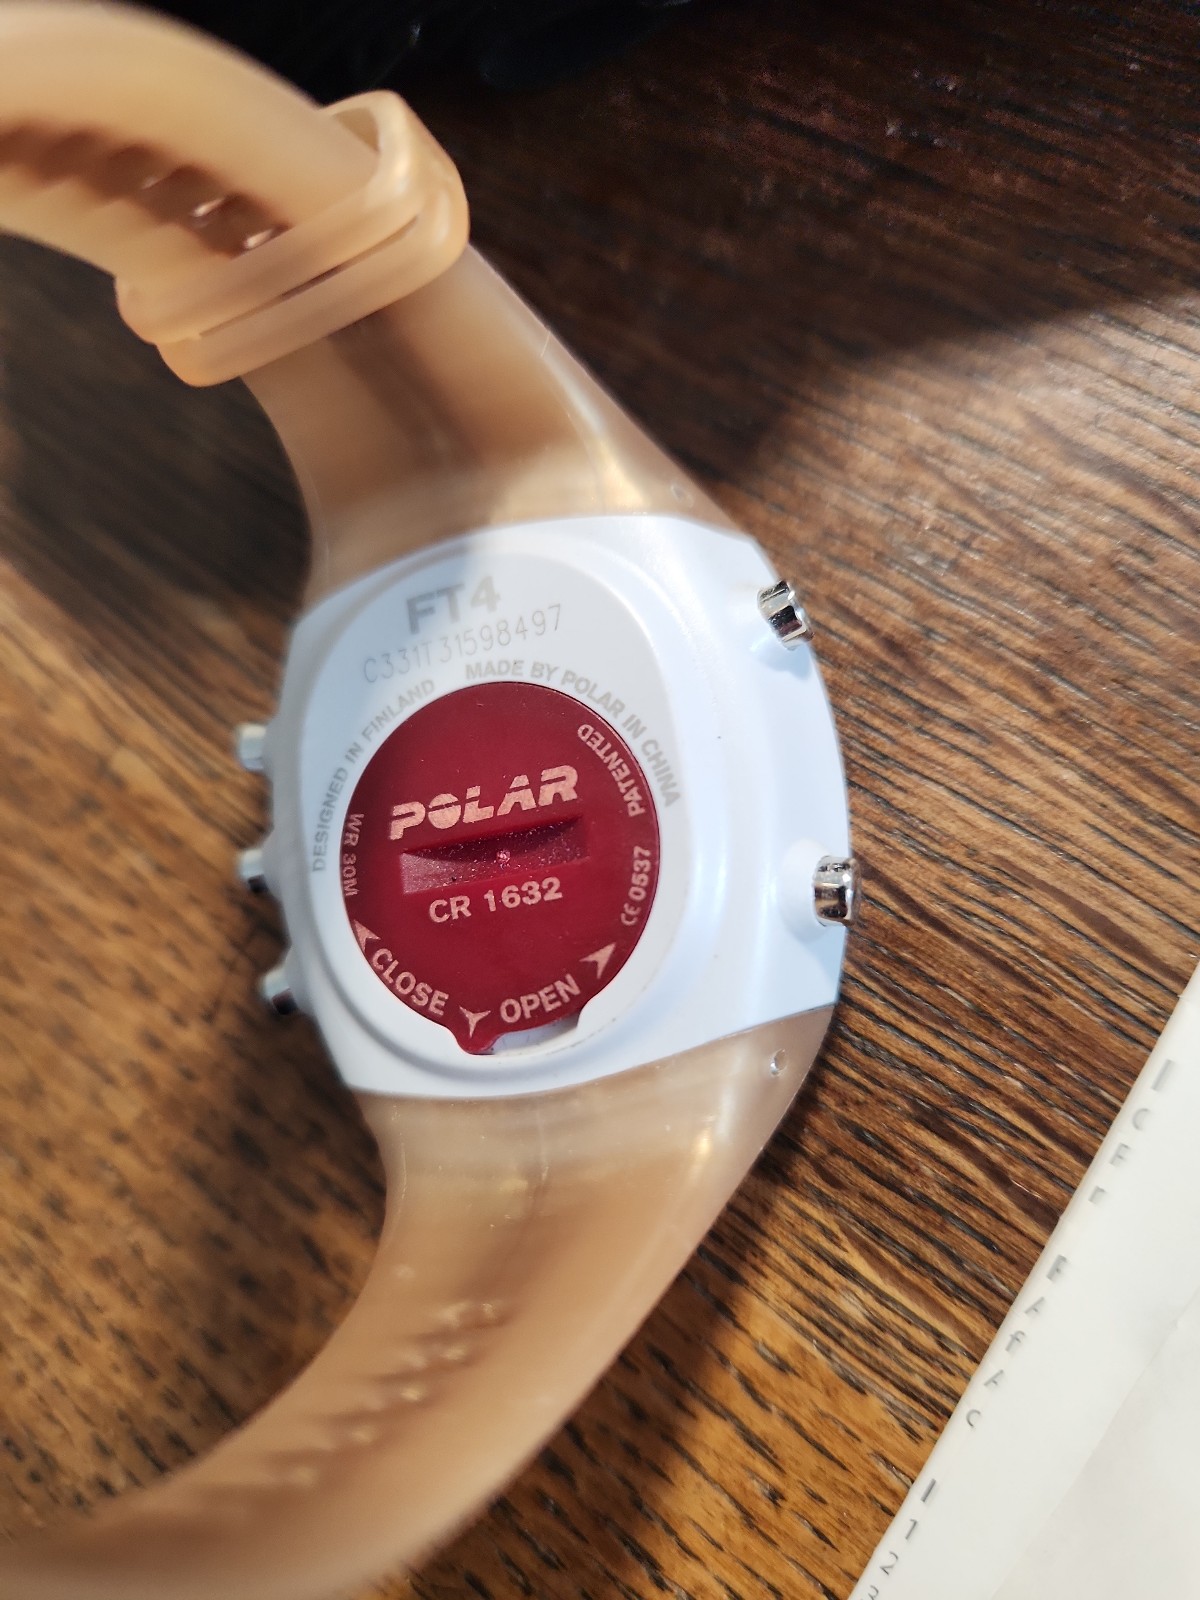 FT4
C331T31598497
DESIGNED IN FINLAND
MADE BY POLAR IN CHINA
PATENTED
POLAR
WR 30M
CR 1632
CE 0537
CLOSE
OPEN